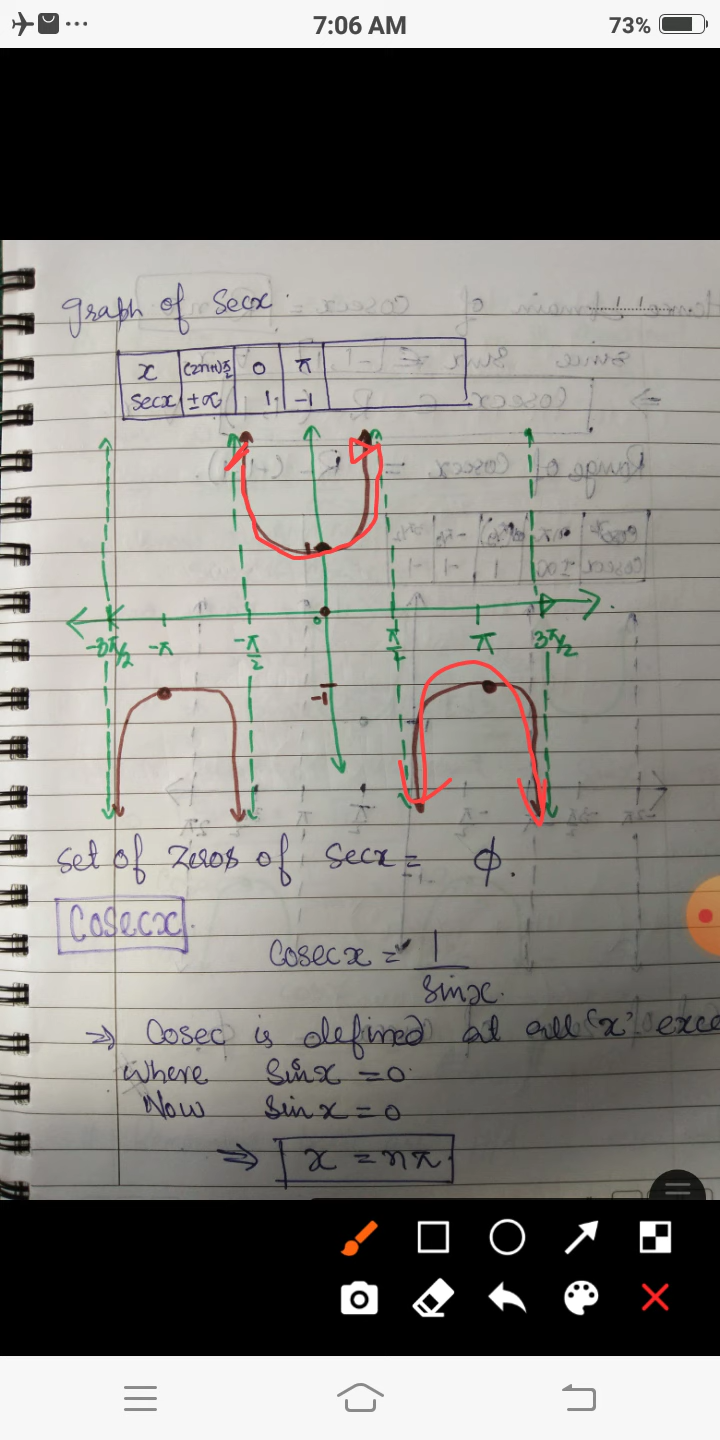 7:06 AM
73%
graph of Secx.
x (2n+1)π/2 0 π
secx ±∝ 1 -1
1
-3π/2 -π -π/2 0 π/2 π 3π/2
-1
set of zeros of secx = ϕ.
Cosecx
Cosecx = 1/sinx.
⇒ Cosec is defined at all 'x' exce
Where Sinx = 0
Now Sinx = 0
⇒ x = nπ